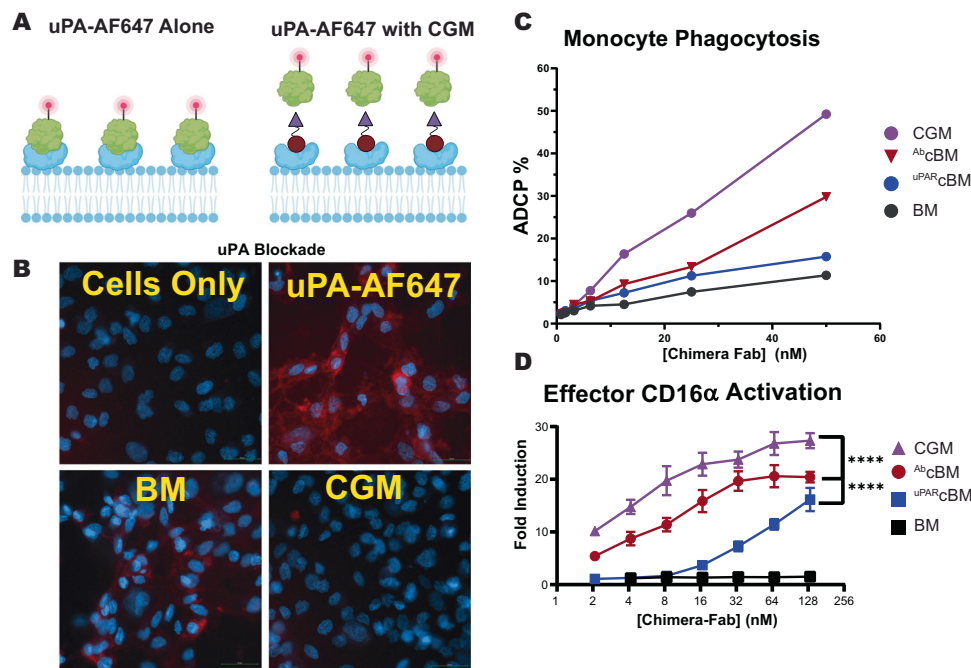 A
uPA-AF647 Alone
uPA-AF647 with CGM
uPA Blockade
B
Cells Only
uPA-AF647
BM
CGM
C
Monocyte Phagocytosis
ADCP %
60
50
40
30
20
10
0
0
20
40
60
[Chimera Fab] (nM)
CGM
AbcBM
uPARcBM
BM
D
Effector CD16α Activation
Fold Induction
30
20
10
0
1
2
4
8
16
32
64
128
256
[Chimera-Fab] (nM)
****
****
CGM
AbcBM
uPARcBM
BM